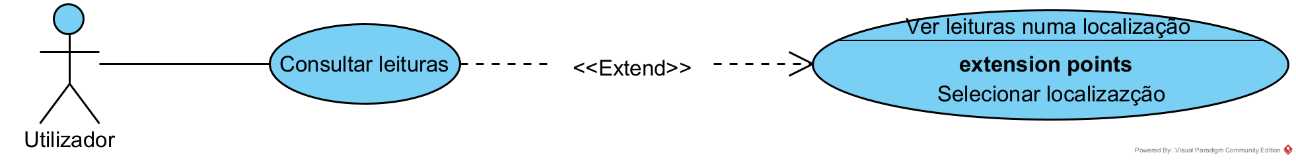 Ver leituras numa localização
Consultar leituras
<<Extend>>
extension points
Selecionar localizazção
Utilizador
Powered By: Visual Paradigm Community Edition